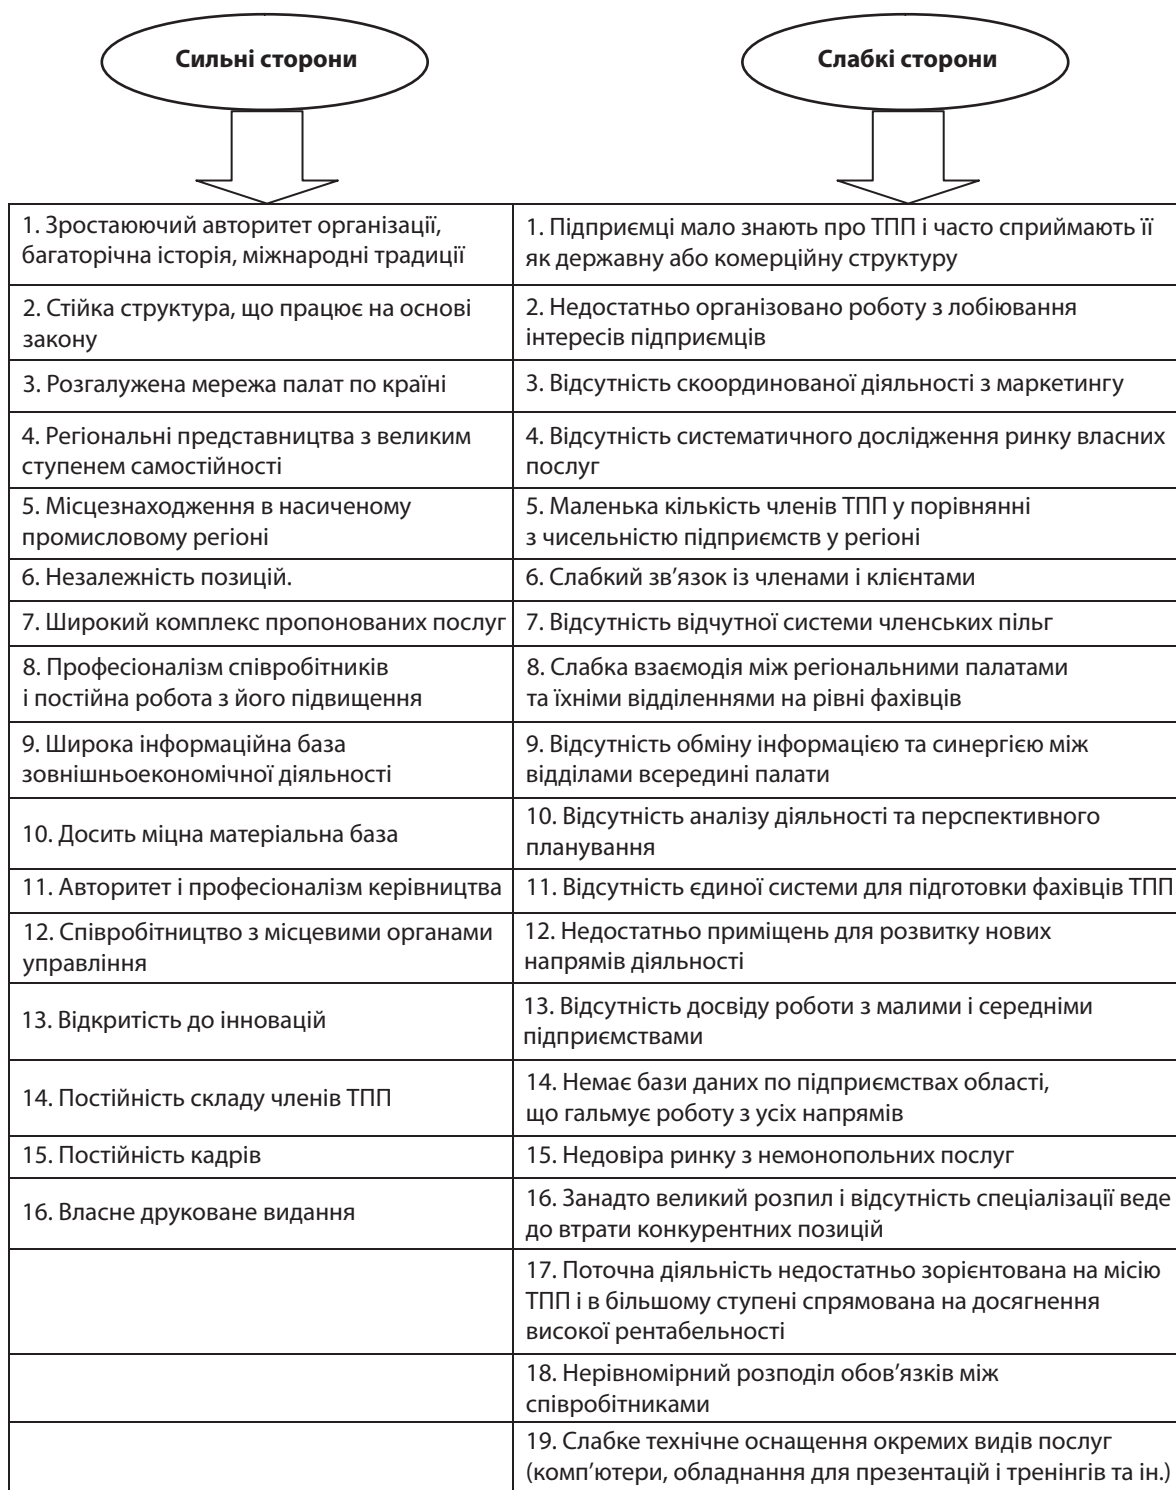 Сильні сторони
Слабкі сторони
1. Зростаюючий авторитет організації,
багаторічна історія, міжнародні традиції
1. Підприємці мало знають про ТПП і часто сприймають її
як державну або комерційну структуру
2. Стійка структура, що працює на основі
закону
2. Недостатньо організовано роботу з лобіювання
інтересів підприємців
3. Розгалужена мережа палат по країні
3. Відсутність скоординованої діяльності з маркетингу
4. Регіональні представництва з великим
ступенем самостійності
4. Відсутність систематичного дослідження ринку власних
послуг
5. Місцезнаходження в насиченому
промисловому регіоні
5. Маленька кількість членів ТПП у порівнянні
з чисельністю підприємств у регіоні
6. Незалежність позицій.
6. Слабкий зв’язок із членами і клієнтами
7. Широкий комплекс пропонованих послуг
7. Відсутність відчутної системи членських пільг
8. Професіоналізм співробітників
і постійна робота з його підвищення
8. Слабка взаємодія між регіональними палатами
та їхніми відділеннями на рівні фахівців
9. Широка інформаційна база
зовнішньоекономічної діяльності
9. Відсутність обміну інформацією та синергією між
відділами всередині палати
10. Досить міцна матеріальна база
10. Відсутність аналізу діяльності та перспективного
планування
11. Авторитет і професіоналізм керівництва
11. Відсутність єдиної системи для підготовки фахівців ТПП
12. Співробітництво з місцевими органами
управління
12. Недостатньо приміщень для розвитку нових
напрямів діяльності
13. Відкритість до інновацій
13. Відсутність досвіду роботи з малими і середніми
підприємствами
14. Постійність складу членів ТПП
14. Немає бази даних по підприємствах області,
що гальмує роботу з усіх напрямів
15. Постійність кадрів
15. Недовіра ринку з немонопольних послуг
16. Власне друковане видання
16. Занадто великий розпил і відсутність спеціалізації веде
до втрати конкурентних позицій
17. Поточна діяльність недостатньо зорієнтована на місію
ТПП і в більшому ступені спрямована на досягнення
високої рентабельності
18. Нерівномірний розподіл обов’язків між
співробітниками
19. Слабке технічне оснащення окремих видів послуг
(комп’ютери, обладнання для презентацій і тренінгів та ін.)